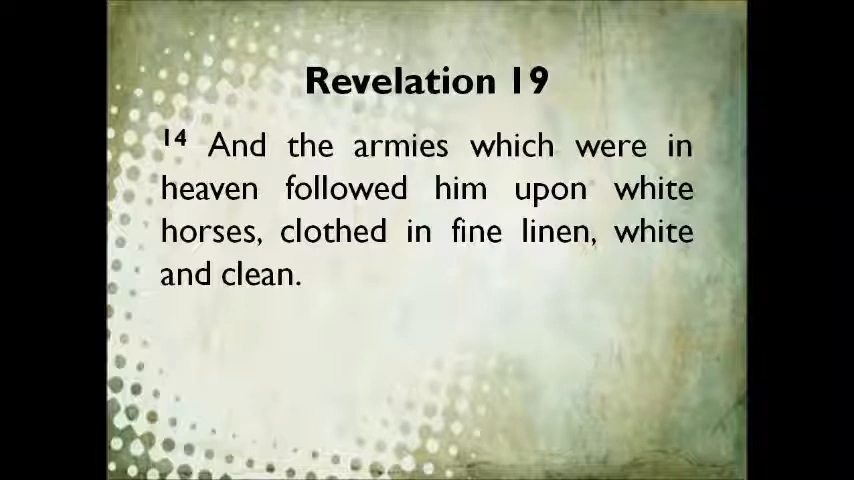 Revelation 19
14 And the armies which were in
heaven followed him upon white
horses, clothed in fine linen, white
and clean.